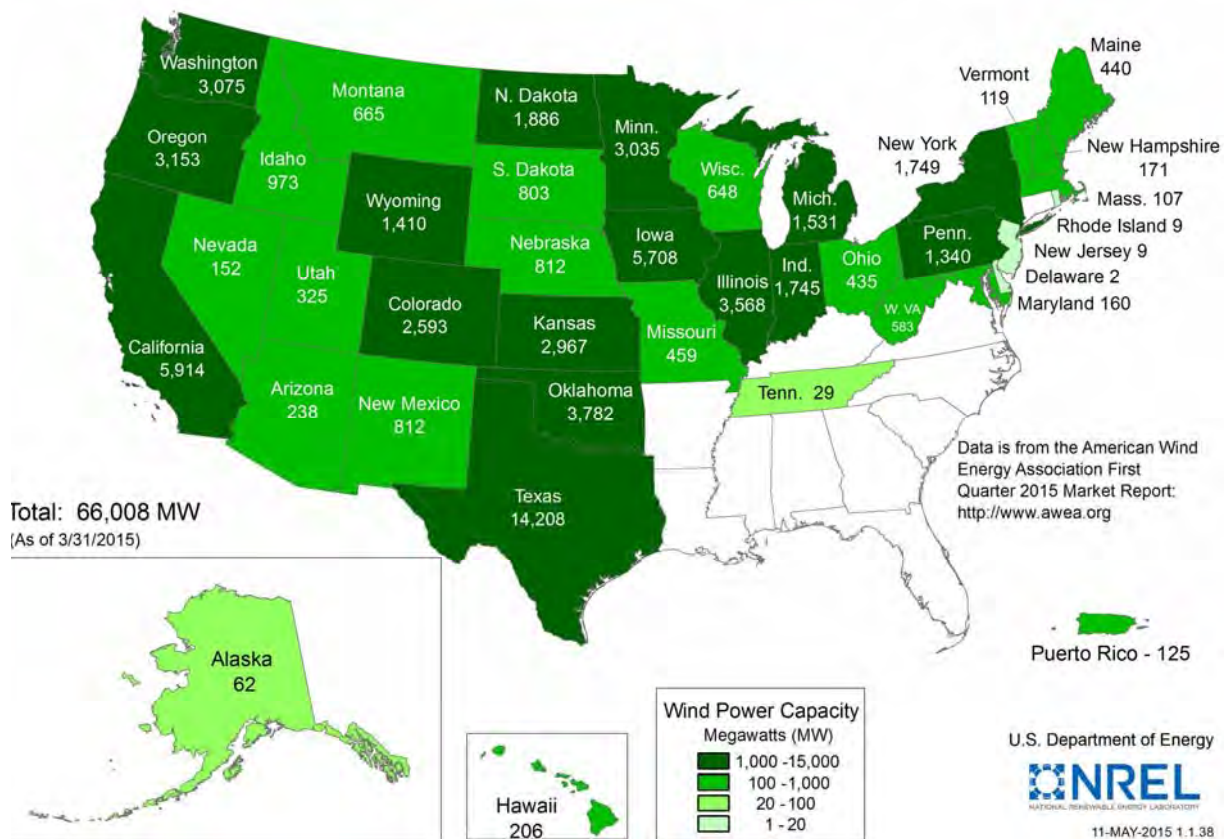 Washington
3,075
Montana
665
N. Dakota
1,886
Minn.
3,035
Vermont
119
Maine
440
Oregon
3,153
Idaho
973
Wyoming
1,410
S. Dakota
803
Wisc.
648
Mich.
1,531
New York
1,749
New Hampshire
171
Mass. 107
Rhode Island 9
New Jersey 9
Delaware 2
Maryland 160
Nevada
152
Utah
325
Colorado
2,593
Nebraska
812
Iowa
5,708
Illinois
3,568
Ind.
1,745
Ohio
435
Penn.
1,340
W. VA
583
California
5,914
Arizona
238
New Mexico
812
Kansas
2,967
Missouri
459
Oklahoma
3,782
Tenn. 29
Texas
14,208
Data is from the American Wind
Energy Association First
Quarter 2015 Market Report:
http://www.awea.org
Total: 66,008 MW
(As of 3/31/2015)
Alaska
62
Hawaii
206
Puerto Rico - 125
Wind Power Capacity
Megawatts (MW)
1,000 -15,000
100 -1,000
20 -100
1 -20
U.S. Department of Energy
NREL
NATIONAL RENEWABLE ENERGY LABORATORY
11-MAY-2015 1.1.38